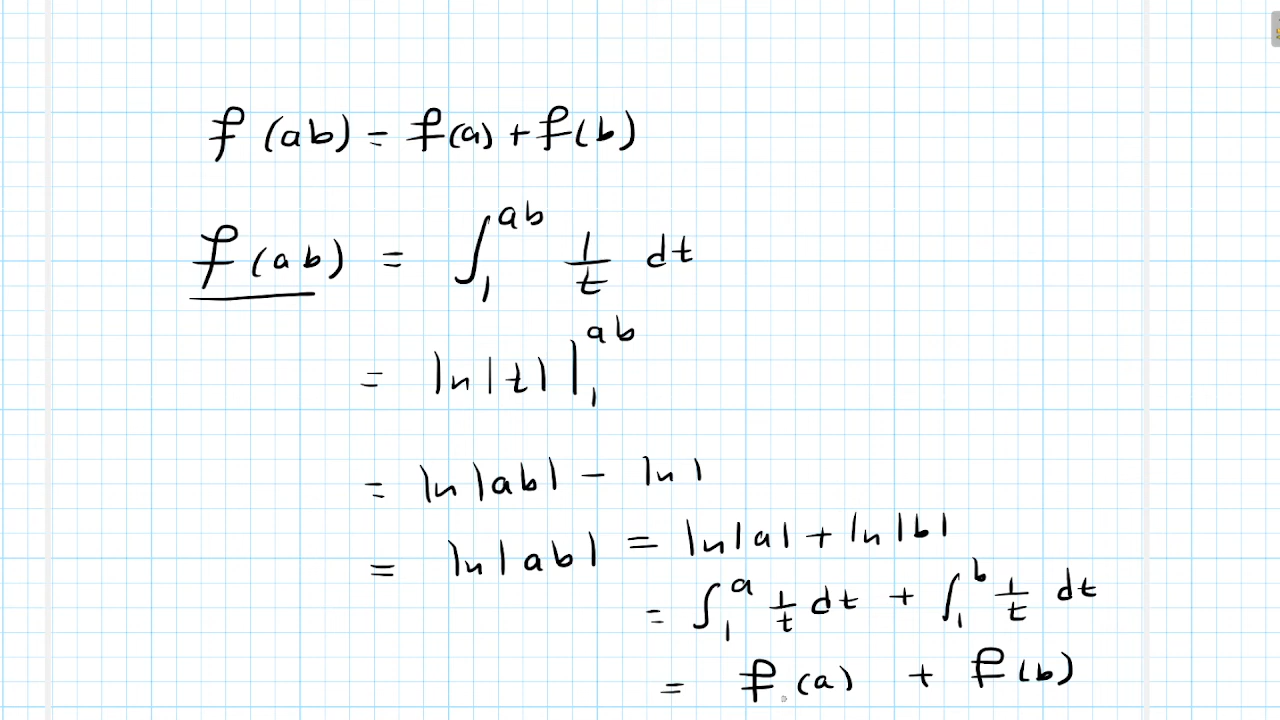 f(ab) = f(a) + f(b)
f(ab) = ∫₁^ab 1/t dt
= ln|t| |₁^ab
= ln|ab| - ln 1
= ln|ab| = ln|a| + ln|b|
= ∫₁^a 1/t dt + ∫₁^b 1/t dt
= f(a) + f(b)